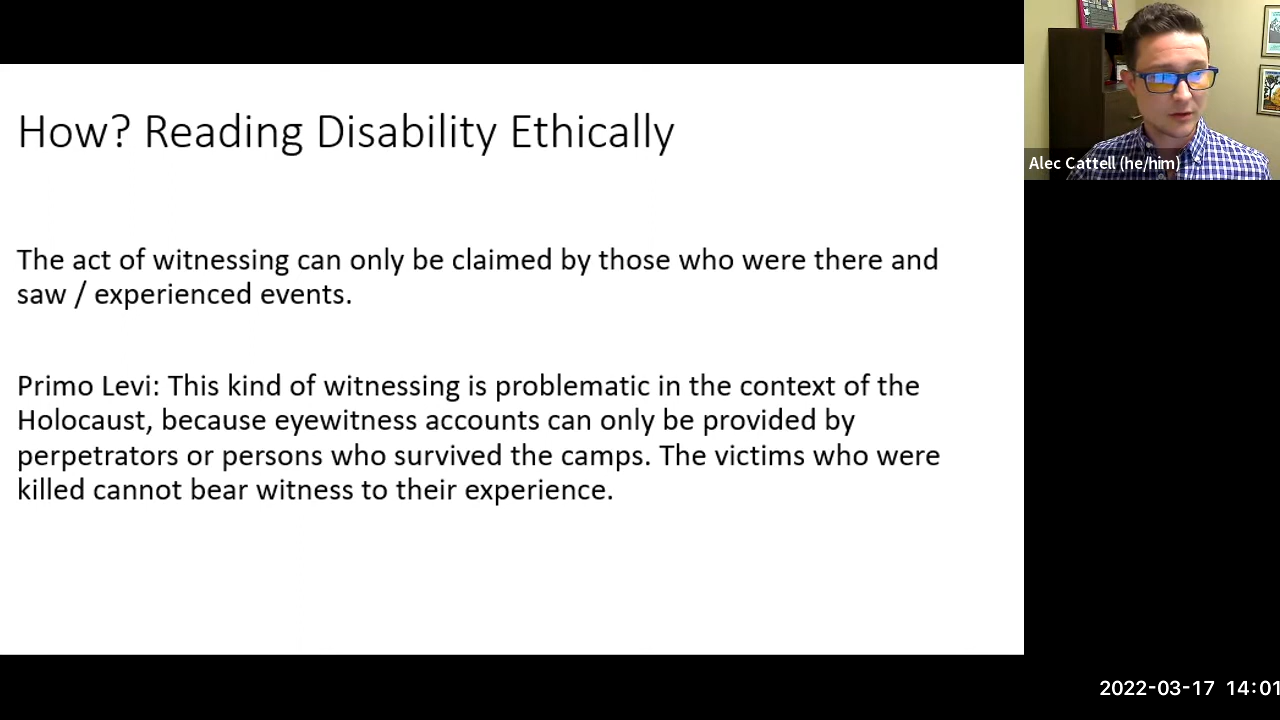 How? Reading Disability Ethically
The act of witnessing can only be claimed by those who were there and
saw / experienced events.
Primo Levi: This kind of witnessing is problematic in the context of the
Holocaust, because eyewitness accounts can only be provided by
perpetrators or persons who survived the camps. The victims who were
killed cannot bear witness to their experience.
Alec Cattell (he/him)
2022-03-17 14:01